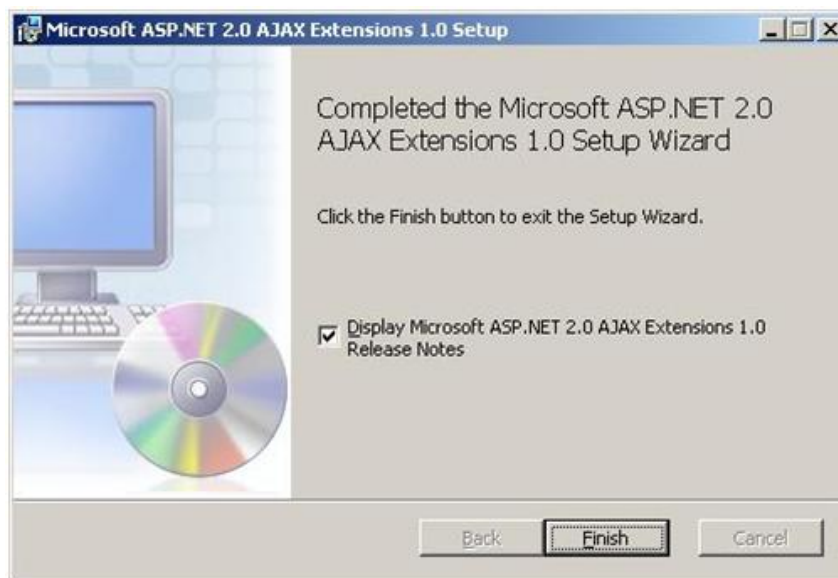 Microsoft ASP.NET 2.0 AJAX Extensions 1.0 Setup
Completed the Microsoft ASP.NET 2.0
AJAX Extensions 1.0 Setup Wizard
Click the Finish button to exit the Setup Wizard.
Display Microsoft ASP.NET 2.0 AJAX Extensions 1.0
Release Notes
Back
Finish
Cancel